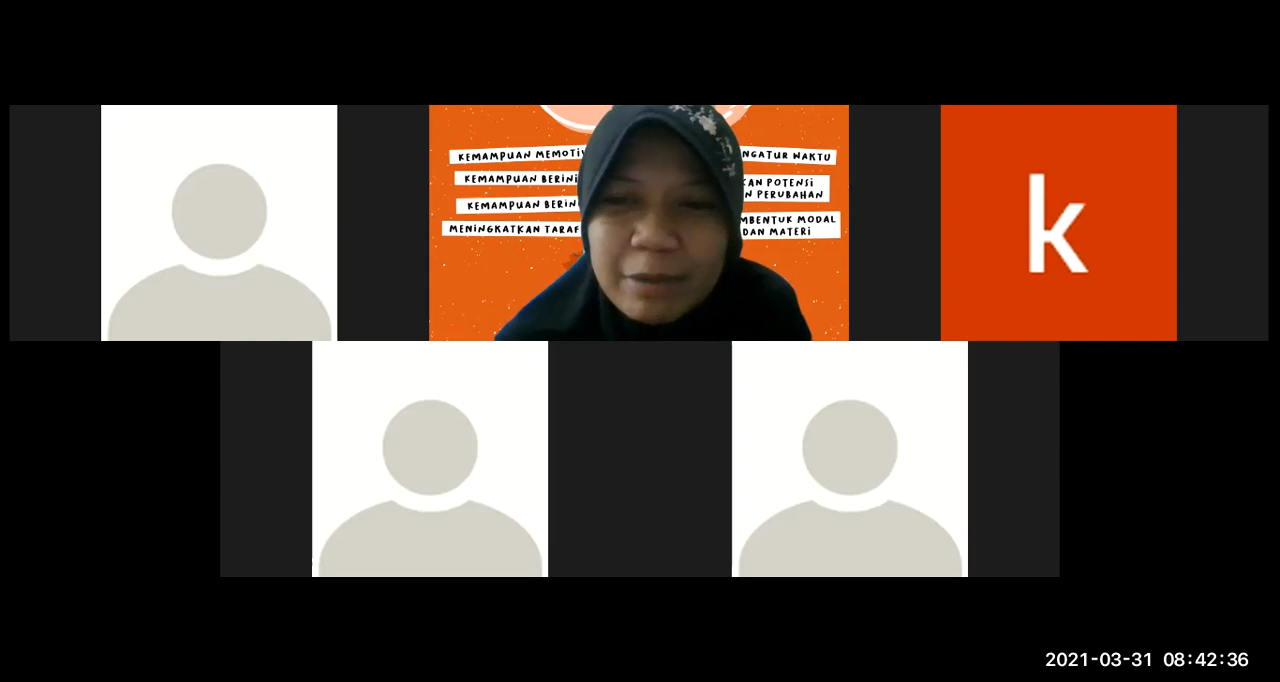 KEMAMPUAN MEMOTIV
KEMAMPUAN BERINI
KEMAMPUAN BERIN
MENINGKATKAN TARAF
NGATUR WAKTU
KAN POTENSI
N PERUBAHAN
MBENTUK MODAL
DAN MATERI
k
2021-03-31 08:42:36